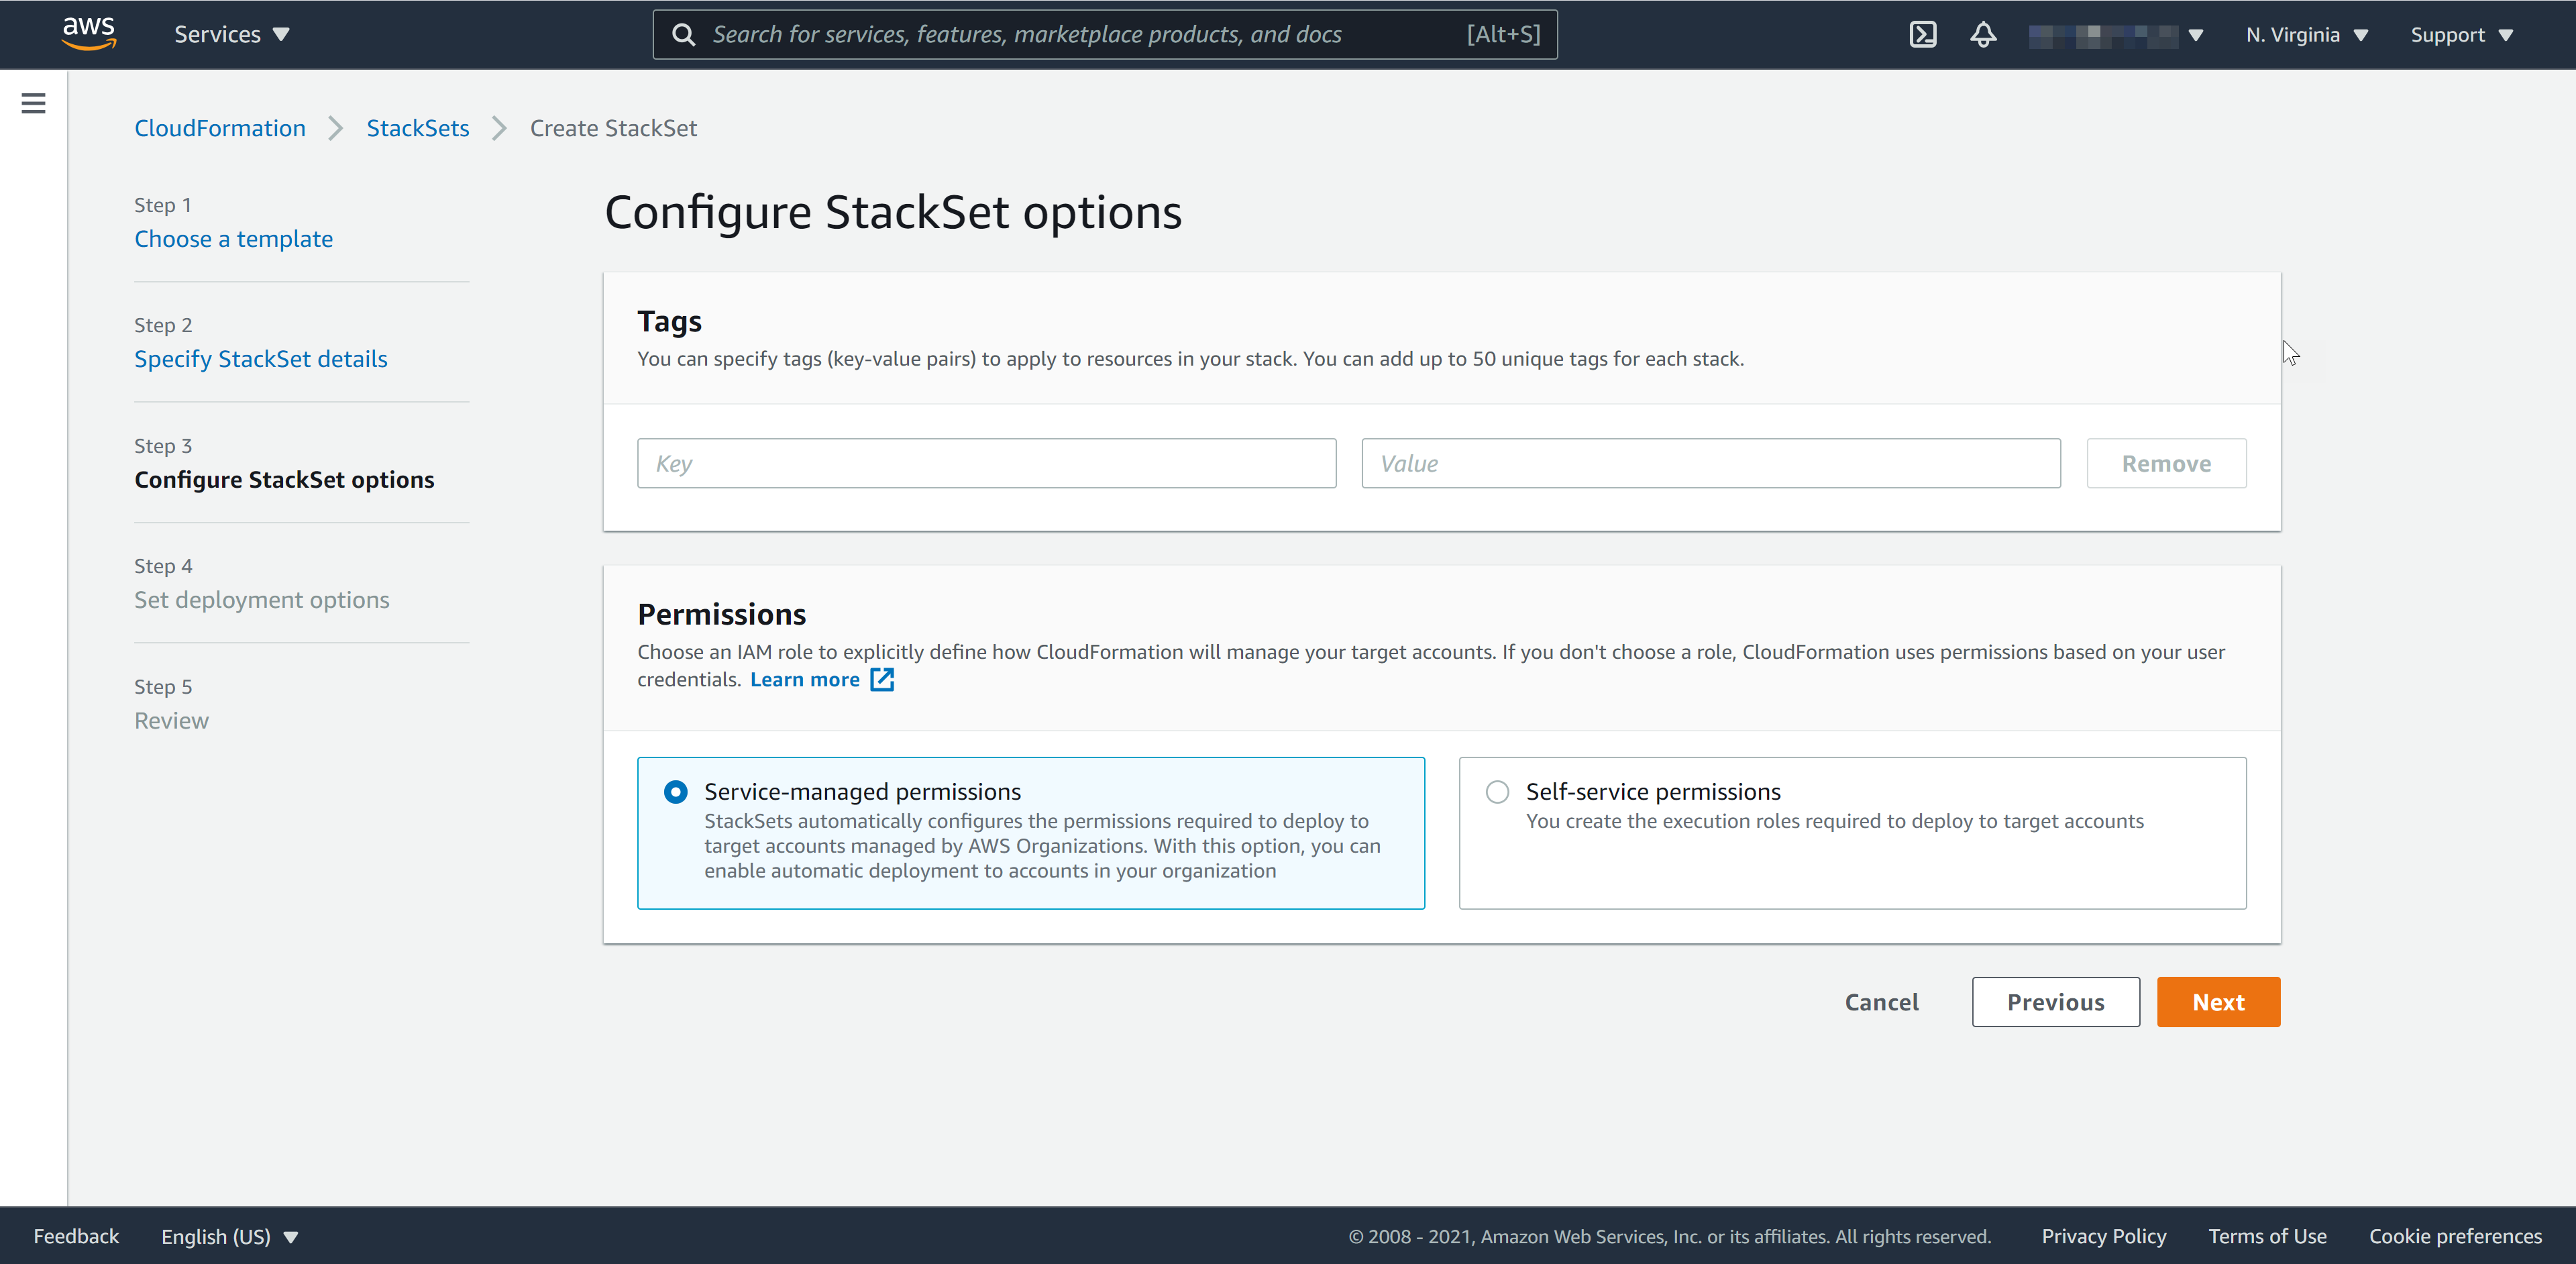 aws Services Search for services, features, marketplace products, and docs [Alt+S] N. Virginia Support
CloudFormation StackSets Create StackSet
Step 1
Choose a template
Step 2
Specify StackSet details
Step 3
Configure StackSet options
Step 4
Set deployment options
Step 5
Review
Configure StackSet options
Tags
You can specify tags (key-value pairs) to apply to resources in your stack. You can add up to 50 unique tags for each stack.
Key Value Remove
Permissions
Choose an IAM role to explicitly define how CloudFormation will manage your target accounts. If you don't choose a role, CloudFormation uses permissions based on your user
credentials. Learn more
Service-managed permissions
StackSets automatically configures the permissions required to deploy to
target accounts managed by AWS Organizations. With this option, you can
enable automatic deployment to accounts in your organization
Self-service permissions
You create the execution roles required to deploy to target accounts
Cancel Previous Next
Feedback English (US) © 2008 - 2021, Amazon Web Services, Inc. or its affiliates. All rights reserved. Privacy Policy Terms of Use Cookie preferences